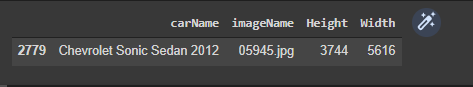 carName imageName Height Width
2779 Chevrolet Sonic Sedan 2012 05945.jpg 3744 5616